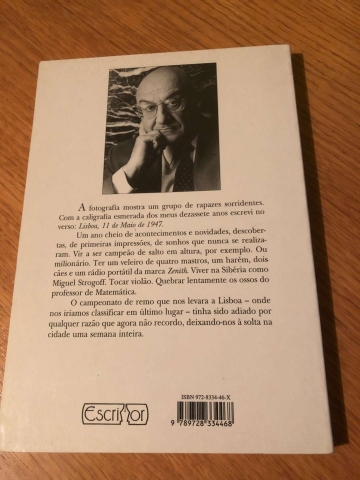 A fotografia mostra um grupo de rapazes sorridentes.
Com a caligrafia esmerada dos meus dezassete anos escrevi no
verso: Lisboa, 11 de Maio de 1947.
Um ano cheio de acontecimentos e novidades, descober-
tas, de primeiras impressões, de sonhos que nunca se realiza-
ram. Vir a ser campeão de salto em altura, por exemplo. Ou
milionário. Ter um veleiro de quatro mastros, um harém, dois
cães e um rádio portátil da marca Zenith. Viver na Sibéria como
Miguel Strogoff. Tocar violão. Quebrar lentamente os ossos do
professor de Matemática.
O campeonato de remo que nos levara a Lisboa – onde
nos iríamos classificar em último lugar – tinha sido adiado por
qualquer razão que agora não recordo, deixando-nos à solta na
cidade uma semana inteira.
ISBN 972-8334-46-X
Escritor
9 789728 334468